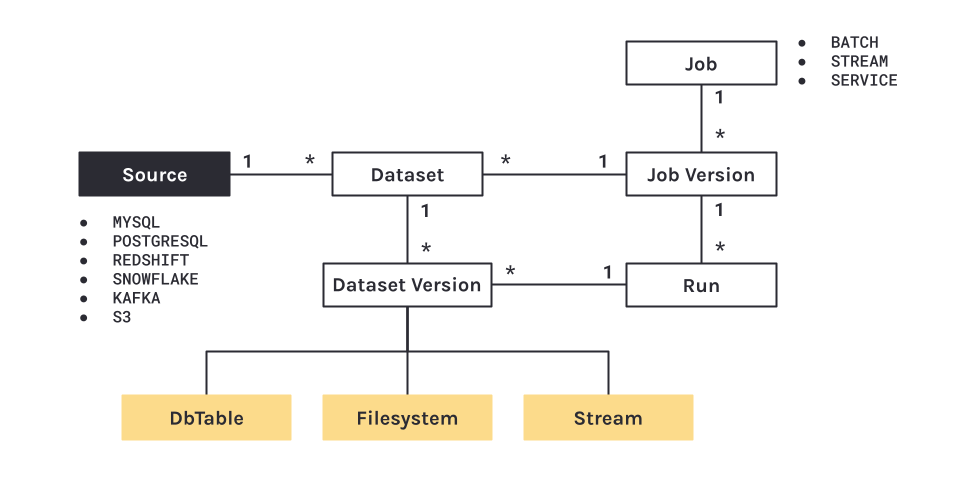 Job
● BATCH
● STREAM
● SERVICE
1
*
Source
1 *
Dataset
* 1
Job Version
● MYSQL
● POSTGRESQL
● REDSHIFT
● SNOWFLAKE
● KAFKA
● S3
1
*
1
*
Dataset Version
* 1
Run
DbTable
Filesystem
Stream